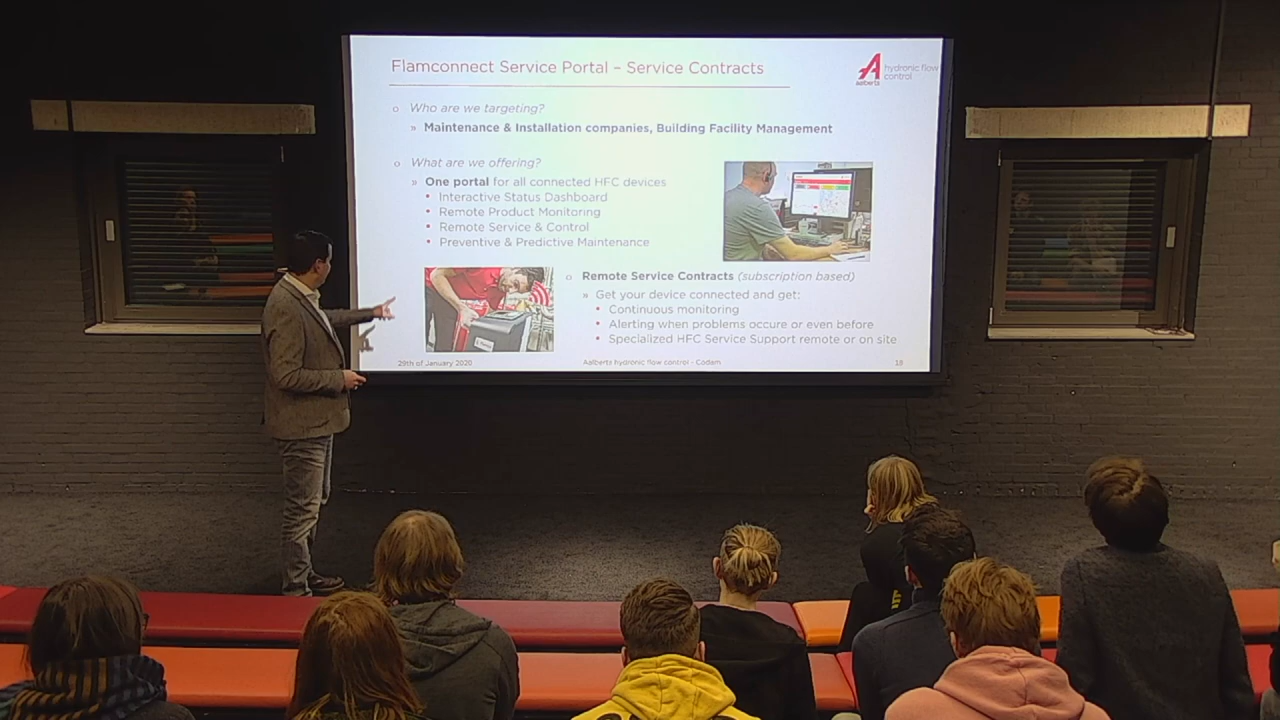 Flamconnect Service Portal – Service Contracts
Aalberts
hydronic flow
control
o Who are we targeting?
» Maintenance & Installation companies, Building Facility Management
o What are we offering?
» One portal for all connected HFC devices
• Interactive Status Dashboard
• Remote Product Monitoring
• Remote Service & Control
• Preventive & Predictive Maintenance
o Remote Service Contracts (subscription based)
» Get your device connected and get:
• Continuous monitoring
• Alerting when problems occure or even before
• Specialized HFC Service Support remote or on site
29th of January 2020
Aalberts hydronic flow control - Codam
19